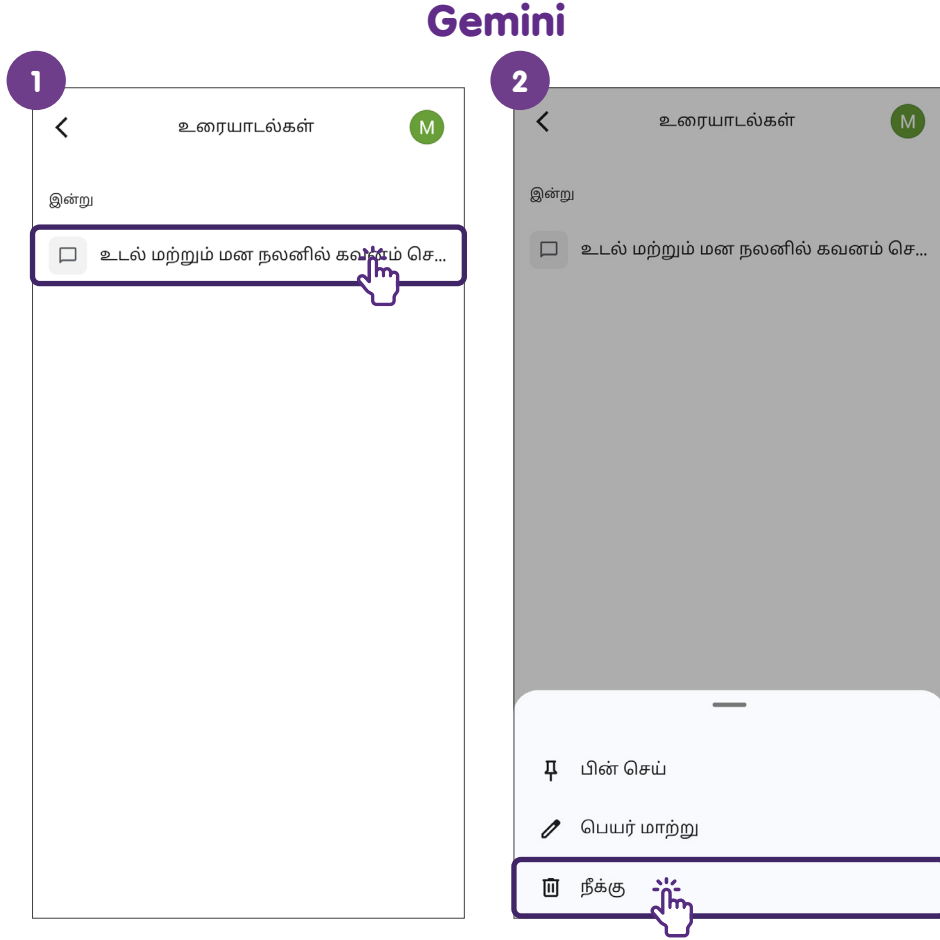 Gemini
1
உரையாடல்கள்
M
இன்று
உடல் மற்றும் மன நலனில் கவனம் செ...
2
உரையாடல்கள்
M
இன்று
உடல் மற்றும் மன நலனில் கவனம் செ...
பின் செய்
பெயர் மாற்று
நீக்கு